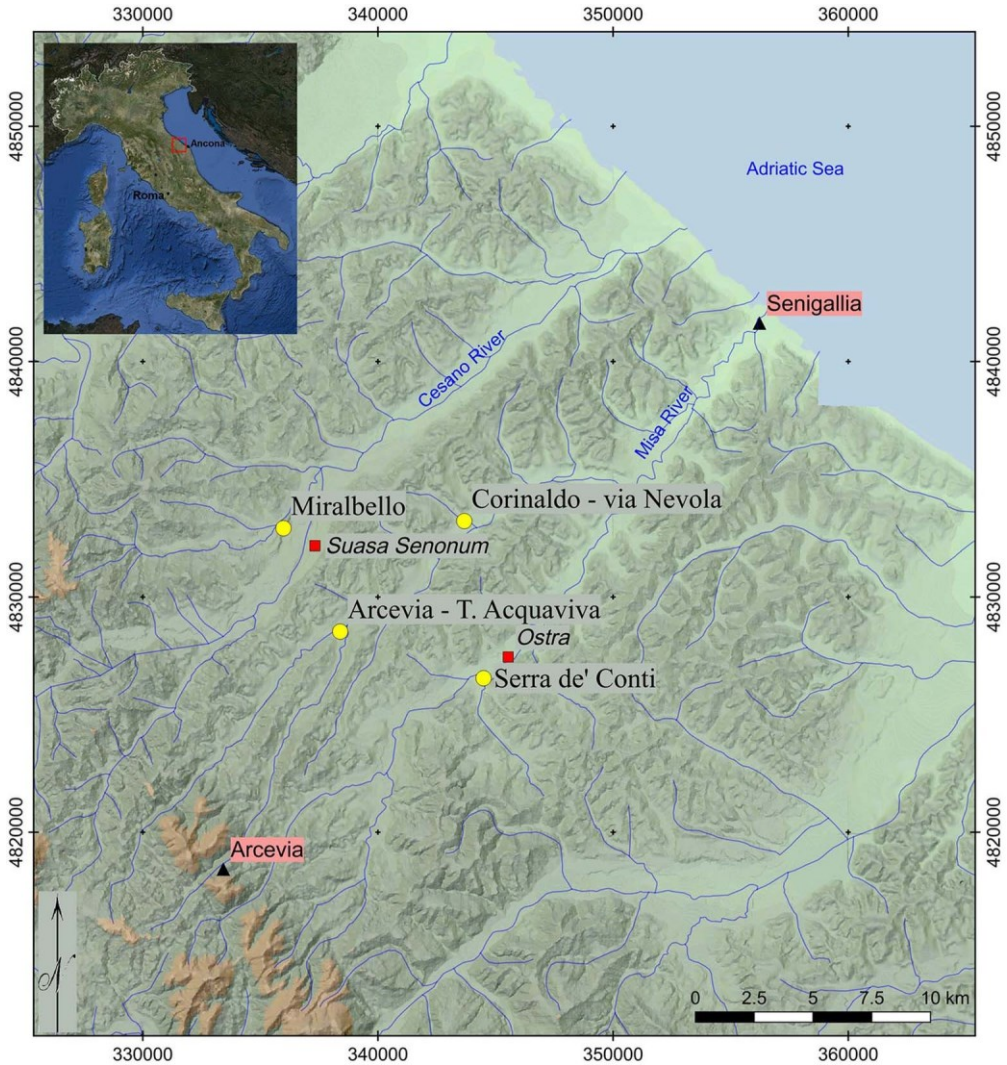 330000 340000 350000 360000
4850000 4850000
Ancona
Roma
Adriatic Sea
Senigallia
4840000 4840000
Cesano River
Misa River
Miralbello
Corinaldo - via Nevola
Suasa Senonum
4830000 4830000
Arcevia - T. Acquaviva
Ostra
Serra de' Conti
4820000 4820000
Arcevia
N
0 2.5 5 7.5 10 km
330000 340000 350000 360000